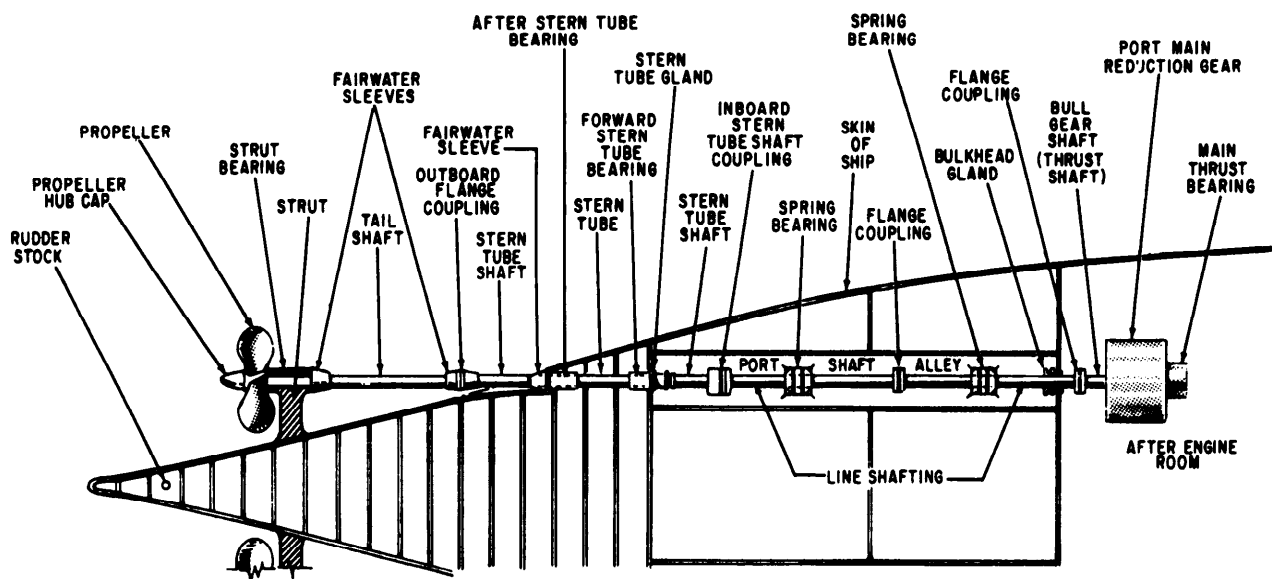 AFTER STERN TUBE
BEARING
SPRING
BEARING
PORT MAIN
REDUCTION GEAR
STERN
TUBE GLAND
FLANGE
COUPLING
FAIRWATER
SLEEVES
PROPELLER
FAIRWATER
SLEEVE
FORWARD
STERN
TUBE
BEARING
INBOARD
STERN
TUBE SHAFT
COUPLING
SKIN
OF
SHIP
BULL
GEAR
SHAFT
(THRUST
SHAFT)
MAIN
THRUST
BEARING
STRUT
BEARING
BULKHEAD
GLAND
PROPELLER
HUB CAP
OUTBOARD
FLANGE
COUPLING
RUDDER
STOCK
STRUT
TAIL
SHAFT
STERN
TUBE
SHAFT
STERN
TUBE
STERN
TUBE
SHAFT
SPRING
BEARING
FLANGE
COUPLING
PORT SHAFT ALLEY
LINE SHAFTING
AFTER ENGINE
ROOM